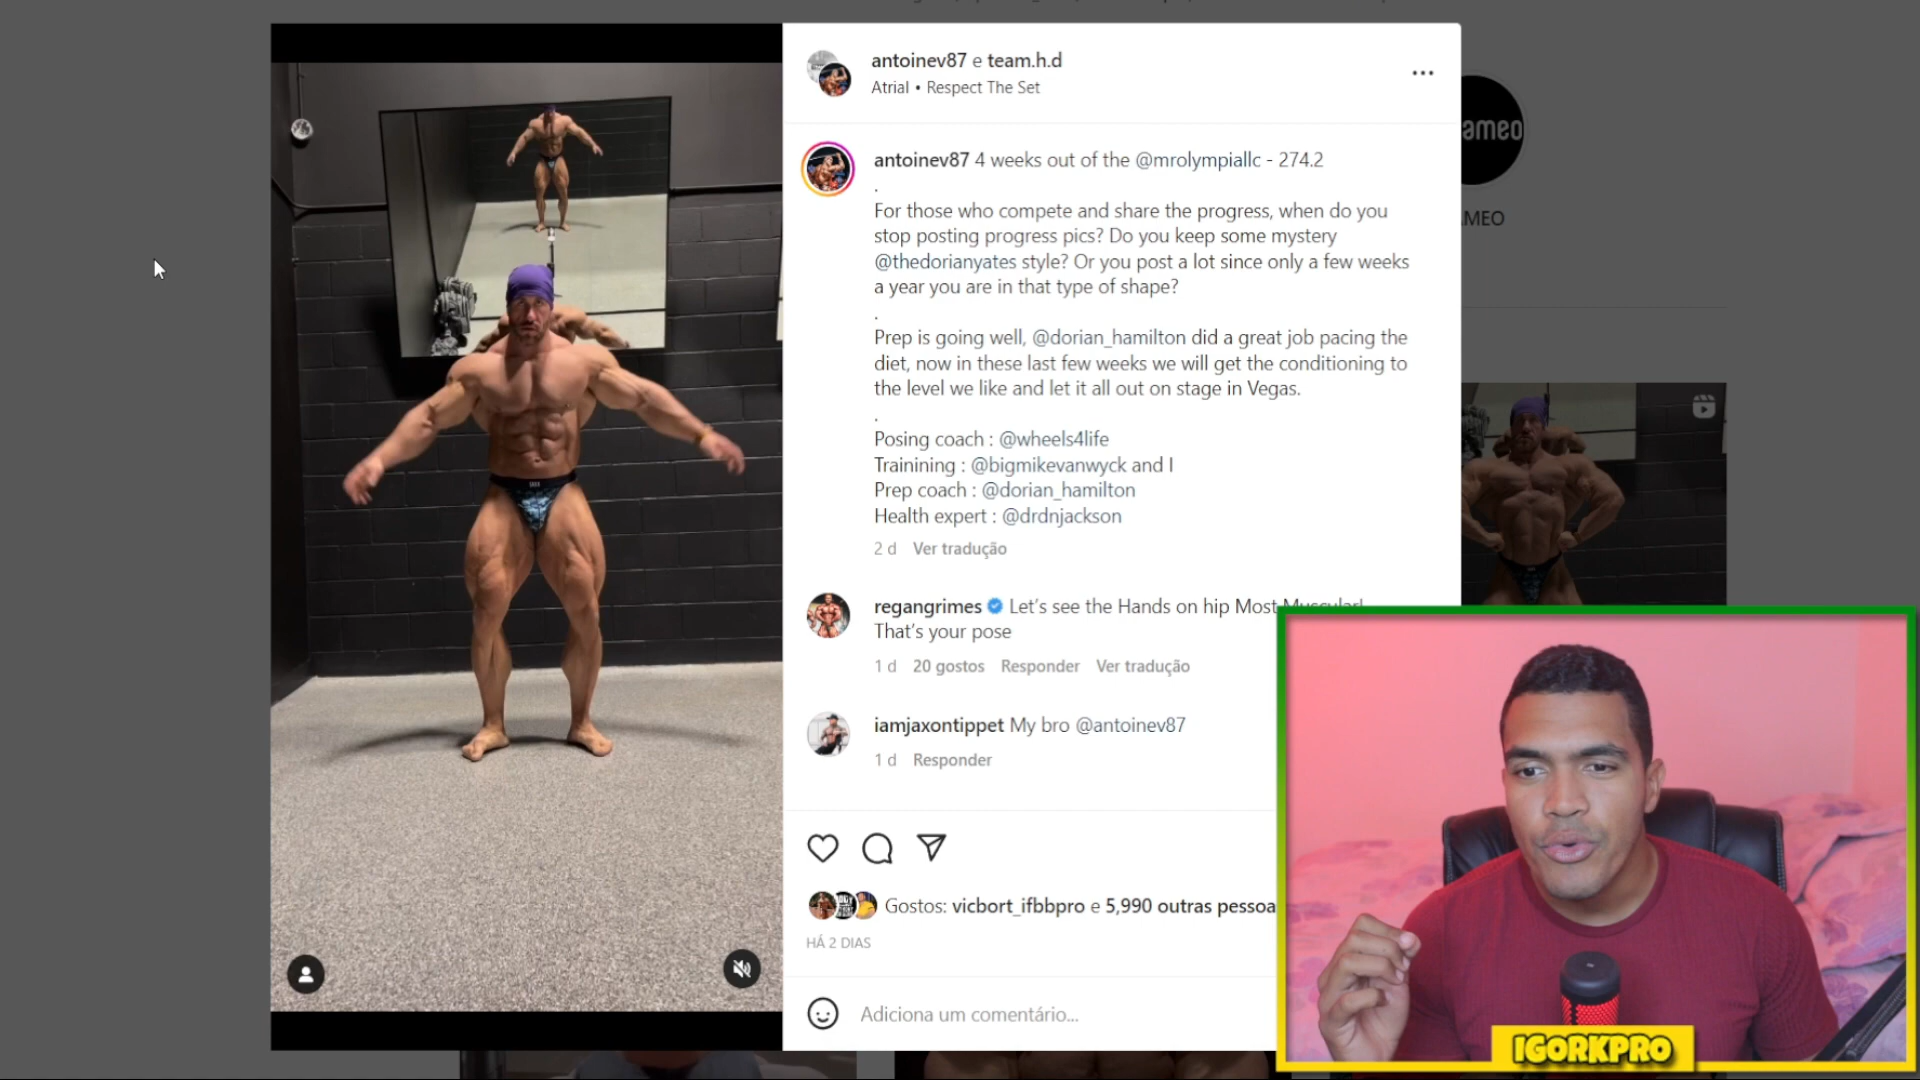 antoinev87 e team.h.d
Atrial • Respect The Set
antoinev87 4 weeks out of the @mrolympiallc - 274.2
.
For those who compete and share the progress, when do you
stop posting progress pics? Do you keep some mystery
@thedorianyates style? Or you post a lot since only a few weeks
a year you are in that type of shape?
.
Prep is going well, @dorian_hamilton did a great job pacing the
diet, now in these last few weeks we will get the conditioning to
the level we like and let it all out on stage in Vegas.
.
Posing coach : @wheels4life
Trainining : @bigmikevanwyck and I
Prep coach : @dorian_hamilton
Health expert : @drdnjackson
2 d Ver tradução
regangrimes Let's see the Hands on hip Most Muscular!
That's your pose
1 d 20 gostos Responder Ver tradução
iamjaxontippet My bro @antoinev87
1 d Responder
Gostos: vicbort_ifbbpro e 5,990 outras pessoa
HÁ 2 DIAS
Adiciona um comentário...
ameo
MEO
IGORKPRO